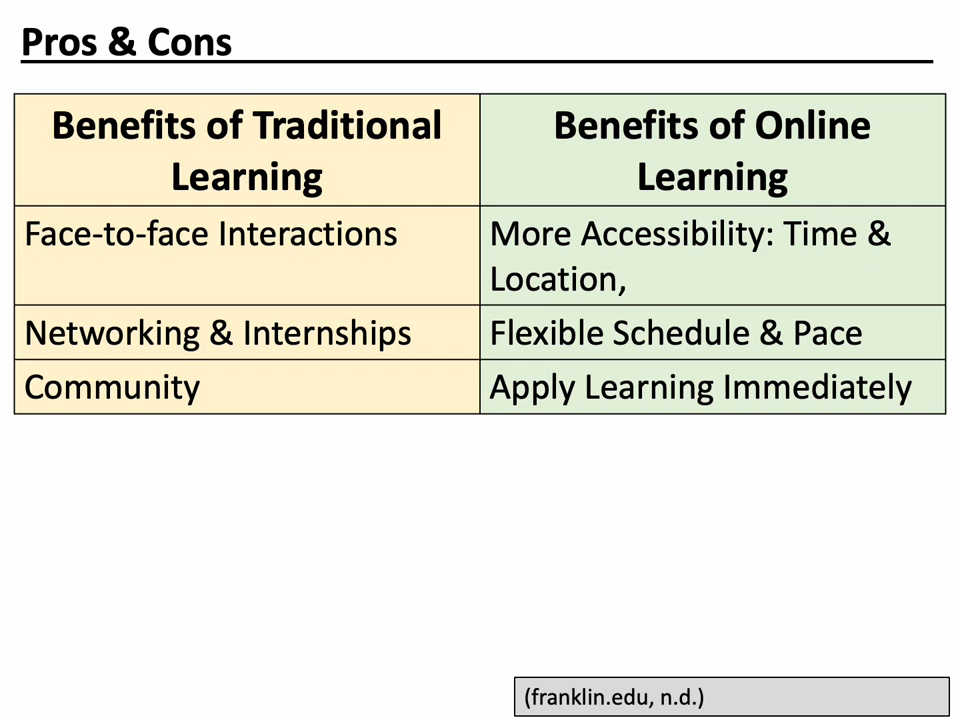 Pros & Cons
Benefits of Traditional
Learning
Benefits of Online
Learning
Face-to-face Interactions
More Accessibility: Time &
Location,
Networking & Internships
Flexible Schedule & Pace
Community
Apply Learning Immediately
(franklin.edu, n.d.)